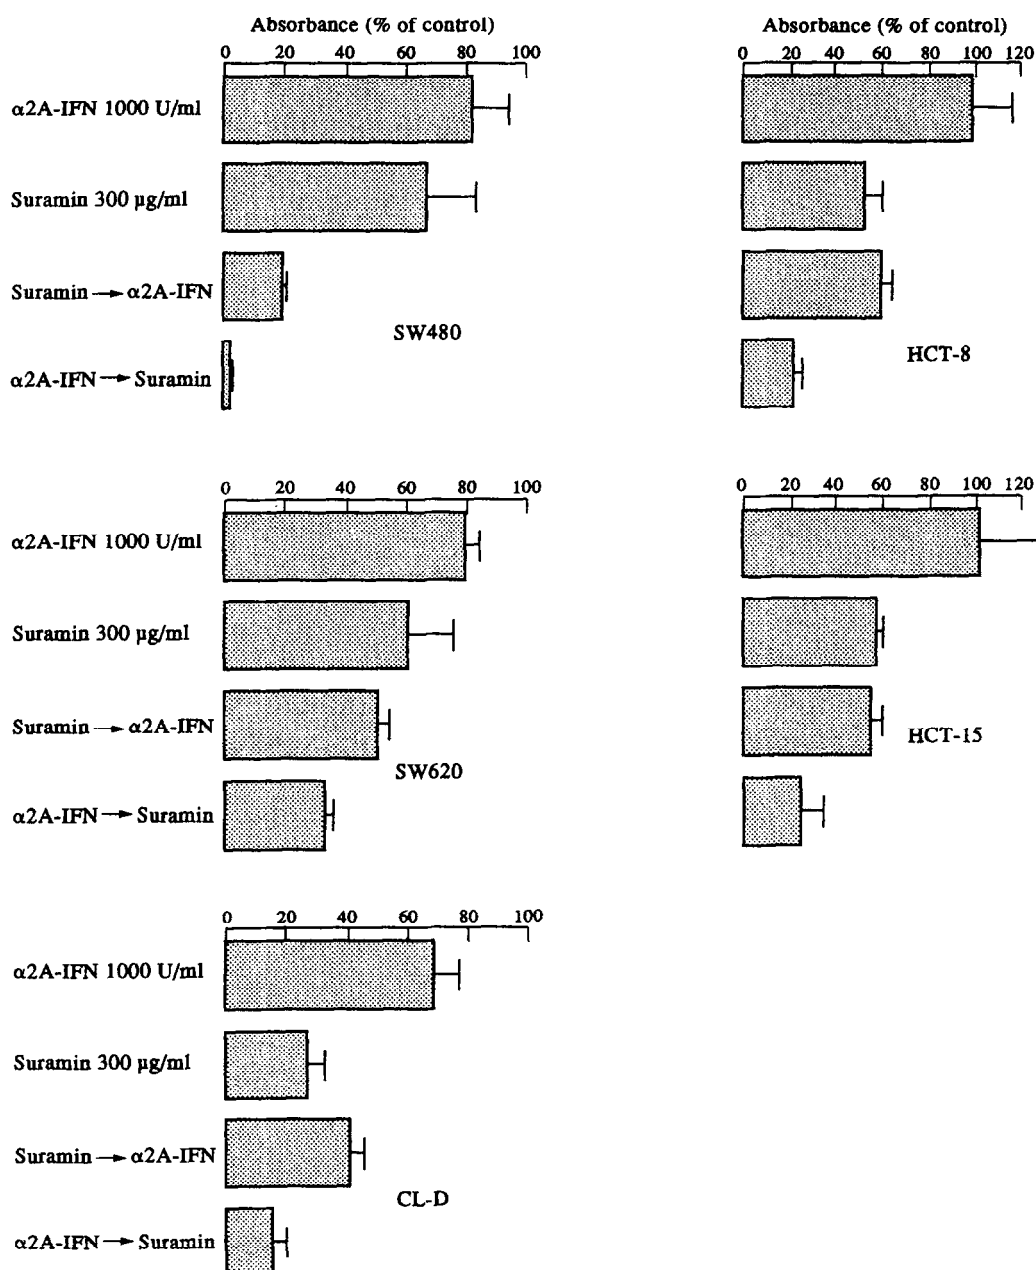 Absorbance (% of control)
0 20 40 60 80 100
α2A-IFN 1000 U/ml
Suramin 300 µg/ml
Suramin → α2A-IFN
α2A-IFN → Suramin
SW480
Absorbance (% of control)
0 20 40 60 80 100 120
HCT-8
0 20 40 60 80 100
α2A-IFN 1000 U/ml
Suramin 300 µg/ml
Suramin → α2A-IFN
α2A-IFN → Suramin
SW620
0 20 40 60 80 100 120
HCT-15
0 20 40 60 80 100
α2A-IFN 1000 U/ml
Suramin 300 µg/ml
Suramin → α2A-IFN
α2A-IFN → Suramin
CL-D